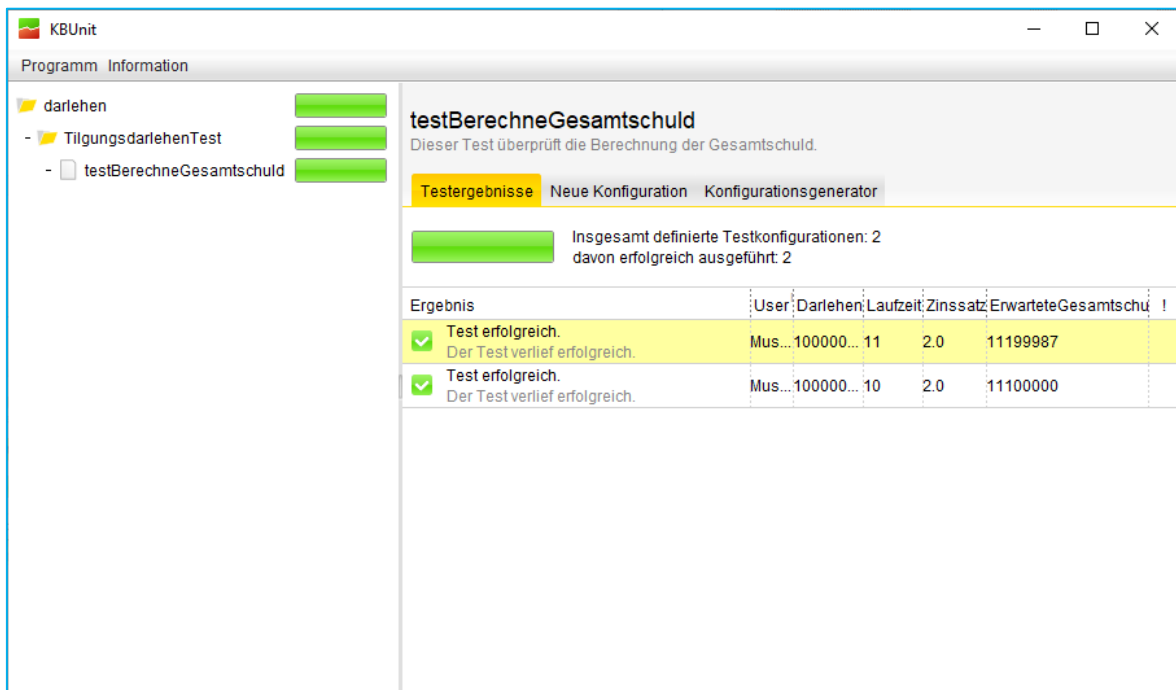 KBUnit
Programm Information
darlehen
- TilgungsdarlehenTest
- testBerechneGesamtschuld
testBerechneGesamtschuld
Dieser Test überprüft die Berechnung der Gesamtschuld.
Testergebnisse Neue Konfiguration Konfigurationsgenerator
Insgesamt definierte Testkonfigurationen: 2
davon erfolgreich ausgeführt: 2
Ergebnis User Darlehen Laufzeit Zinssatz ErwarteteGesamtschu !
Test erfolgreich.
Der Test verlief erfolgreich.
Mus... 100000... 11 2.0 11199987
Test erfolgreich.
Der Test verlief erfolgreich.
Mus... 100000... 10 2.0 11100000